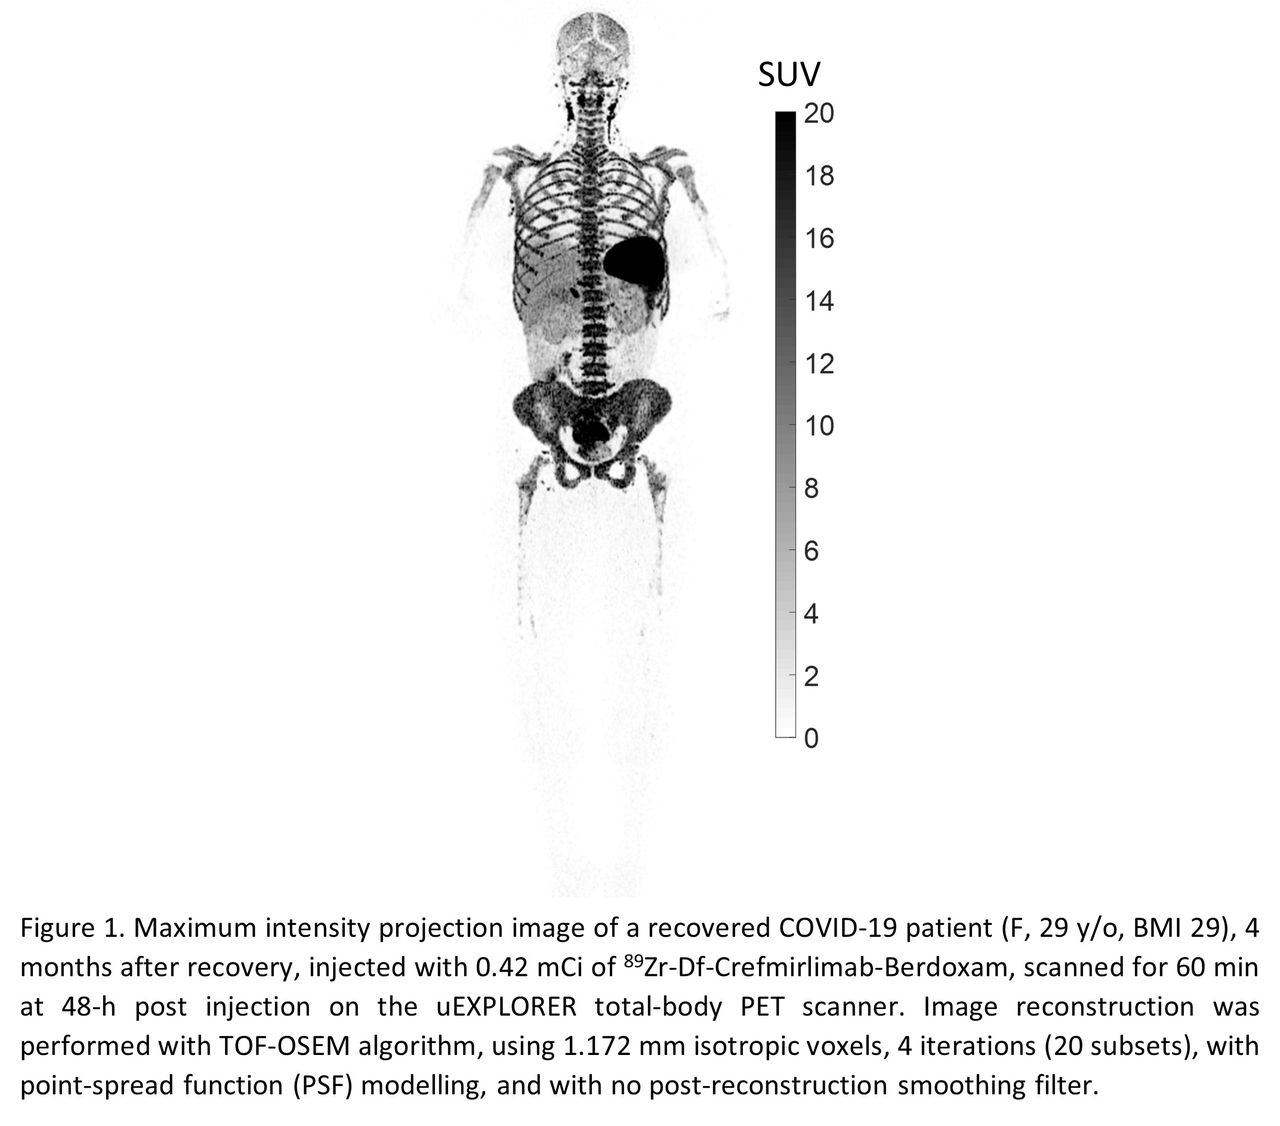 SUV
20
18
16
14
12
10
8
6
4
2
0
Figure 1. Maximum intensity projection image of a recovered COVID-19 patient (F, 29 y/o, BMI 29), 4
months after recovery, injected with 0.42 mCi of ⁸⁹Zr-Df-Crefmirlimab-Berdoxam, scanned for 60 min
at 48-h post injection on the uEXPLORER total-body PET scanner. Image reconstruction was
performed with TOF-OSEM algorithm, using 1.172 mm isotropic voxels, 4 iterations (20 subsets), with
point-spread function (PSF) modelling, and with no post-reconstruction smoothing filter.